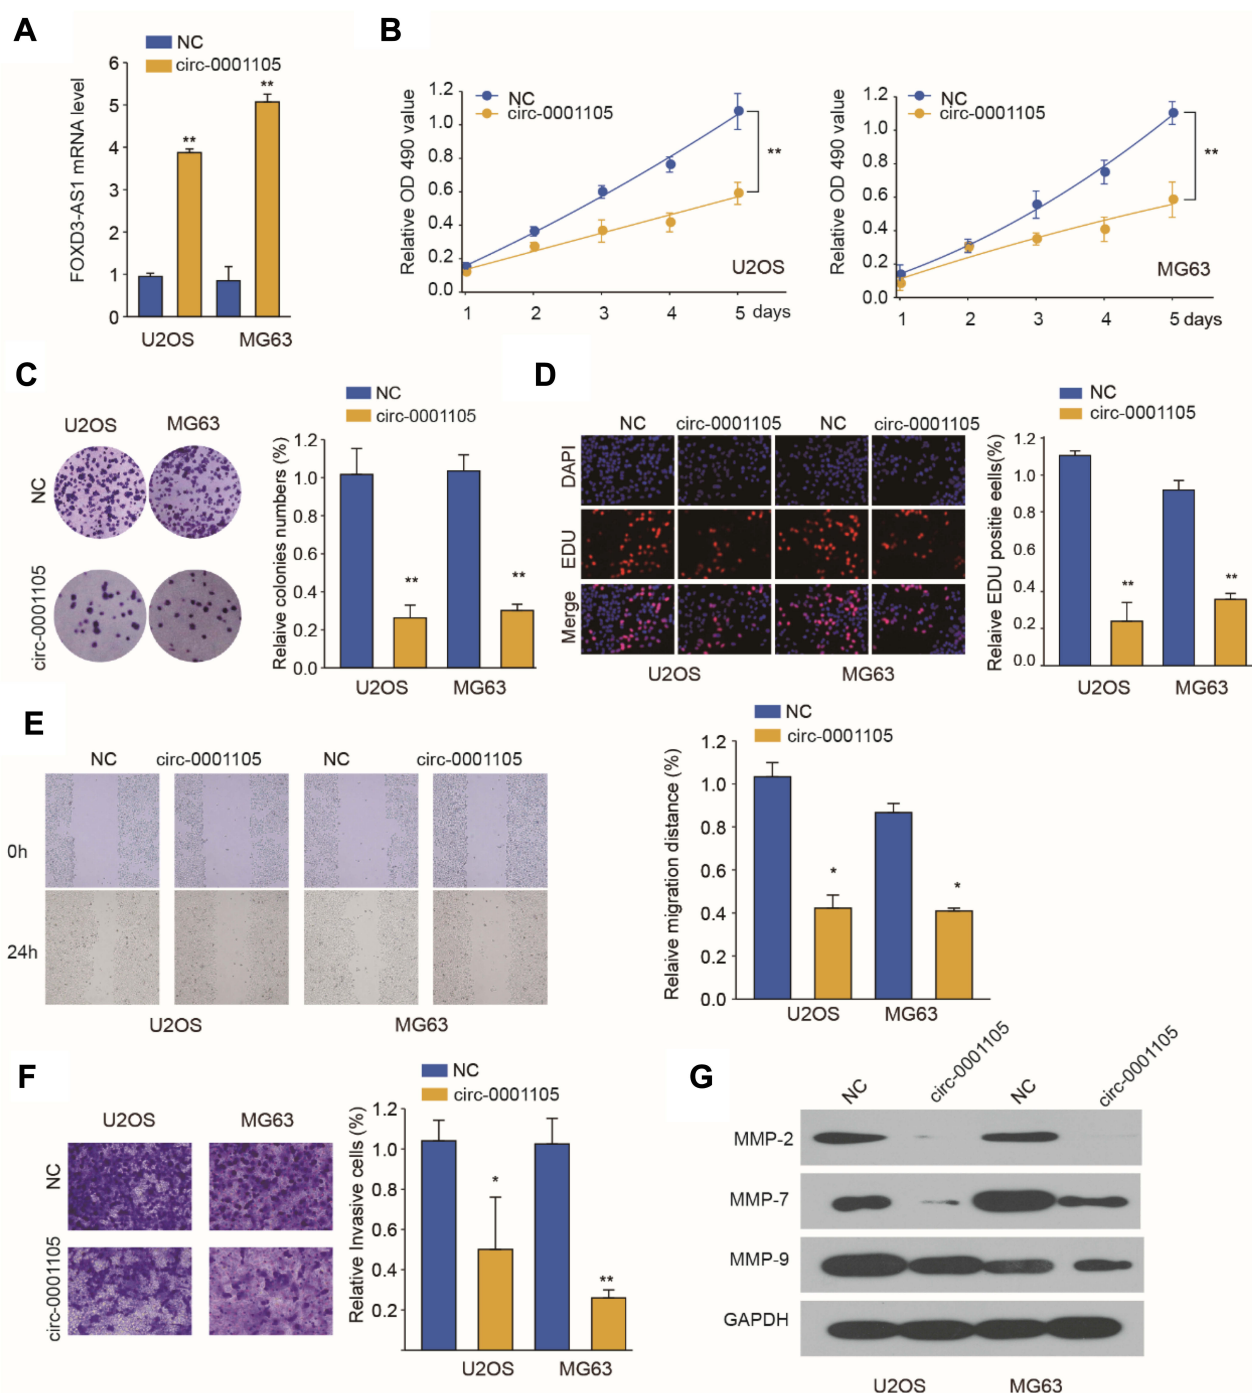 A
NC
circ-0001105
FOXD3-AS1 mRNA level
6
5
4
3
2
1
0
**
**
U2OS
MG63
B
NC
circ-0001105
Relative OD 490 value
1.2
1.0
0.8
0.6
0.4
0.2
0.0
**
U2OS
1 2 3 4 5 days
NC
circ-0001105
Relative OD 490 value
1.2
1.0
0.8
0.6
0.4
0.2
0.0
**
MG63
1 2 3 4 5 days
C
U2OS MG63
NC
circ-0001105
NC
circ-0001105
Relaive colonies numbers (%)
1.2
1.0
0.8
0.6
0.4
0.2
0.0
**
**
U2OS
MG63
D
NC circ-0001105 NC circ-0001105
DAPI
EDU
Merge
U2OS MG63
NC
circ-0001105
Relaive EDU positie eells(%)
1.2
1.0
0.8
0.6
0.4
0.2
0.0
**
**
U2OS MG63
E
NC circ-0001105 NC circ-0001105
0h
24h
U2OS MG63
NC
circ-0001105
Relaive migration distance (%)
1.2
1.0
0.8
0.6
0.4
0.2
0.0
*
*
U2OS MG63
F
U2OS MG63
NC
circ-0001105
NC
circ-0001105
Relative Invasive cells (%)
1.2
1.0
0.8
0.6
0.4
0.2
*
**
U2OS MG63
G
NC circ-0001105 NC circ-0001105
MMP-2
MMP-7
MMP-9
GAPDH
U2OS MG63